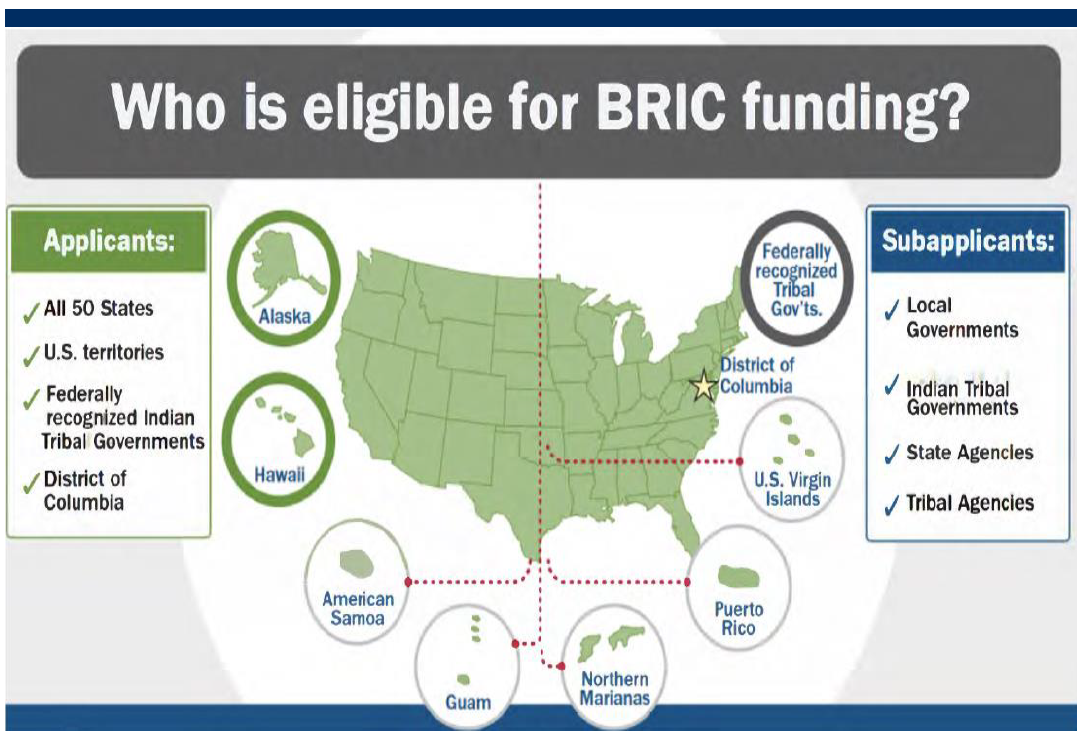 Who is eligible for BRIC funding?
Applicants:
✓ All 50 States
✓ U.S. territories
✓ Federally
recognized Indian
Tribal Governments
✓ District of
Columbia
Alaska
Hawaii
American
Samoa
Guam
Northern
Marianas
Puerto
Rico
U.S. Virgin
Islands
District of
Columbia
Federally
recognized
Tribal
Gov'ts.
Subapplicants:
✓ Local
Governments
✓ Indian Tribal
Governments
✓ State Agencies
✓ Tribal Agencies